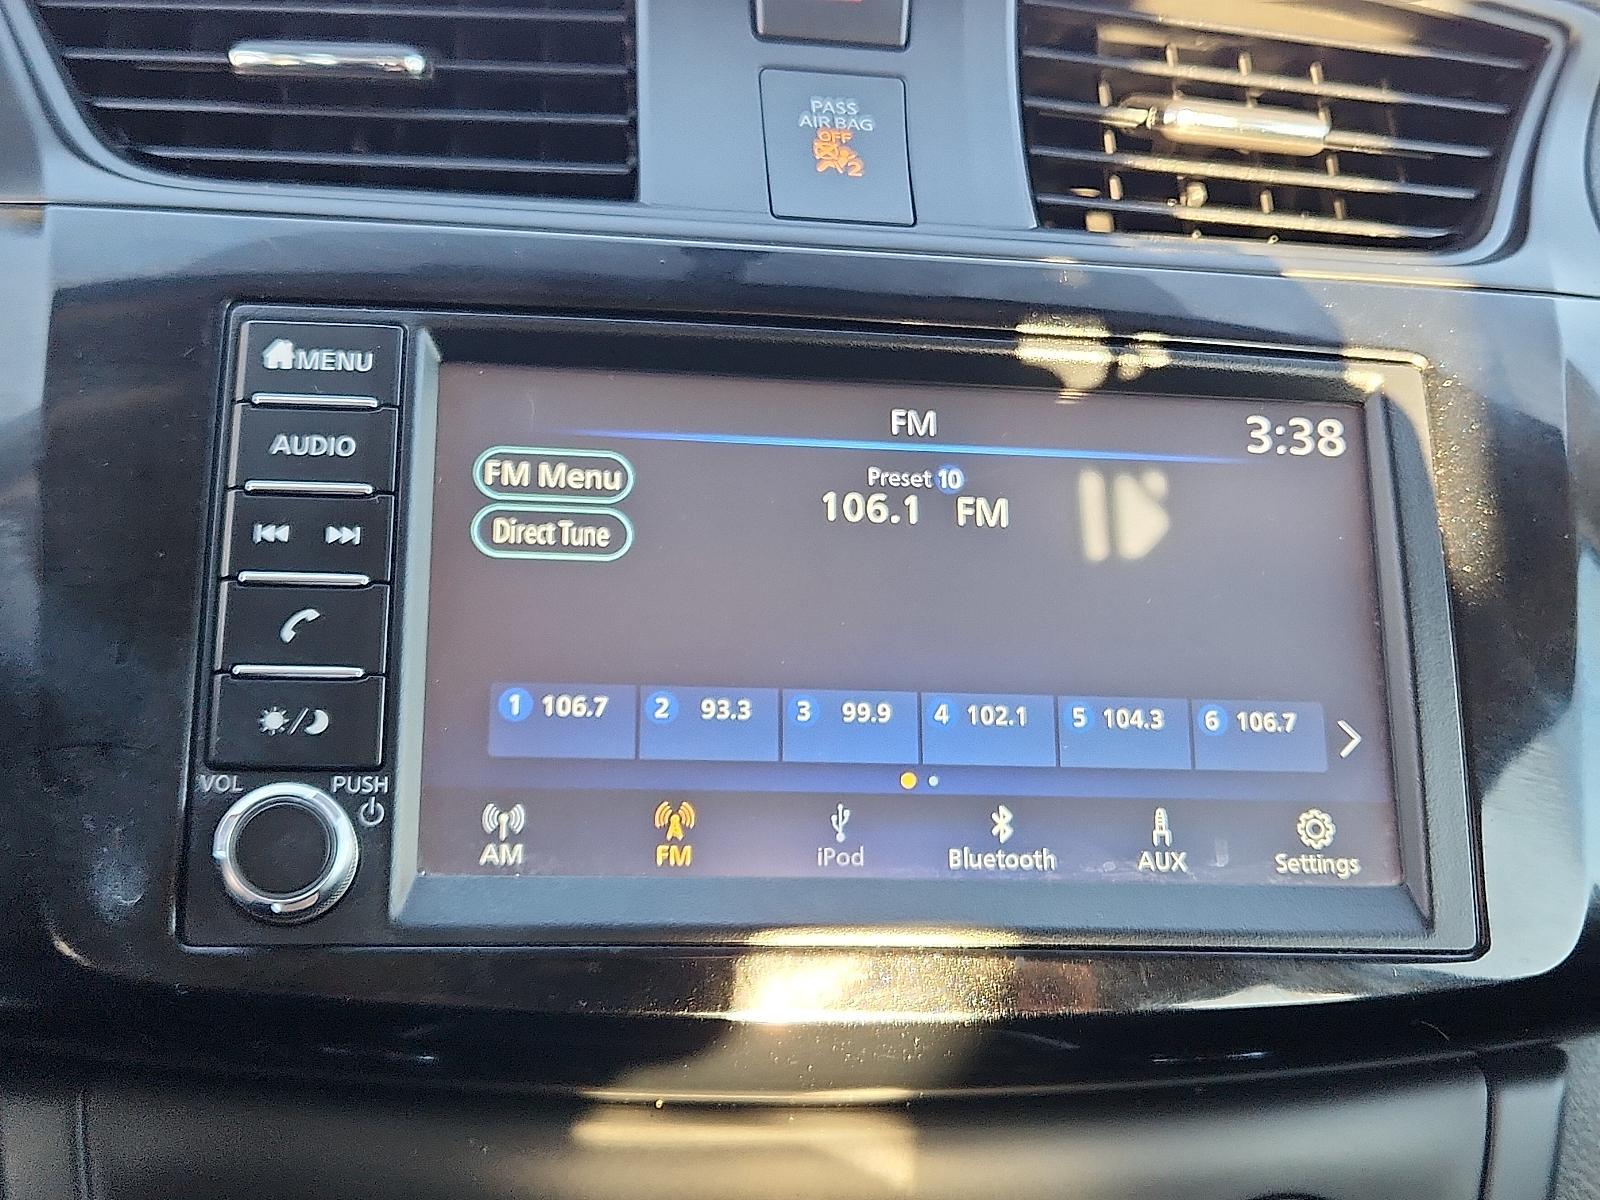 PASS
AIR BAG
OFF
2
MENU
AUDIO
VOL PUSH
FM 3:38
FM Menu
Direct Tune
Preset 10
106.1 FM
1 106.7 2 93.3 3 99.9 4 102.1 5 104.3 6 106.7
AM FM iPod Bluetooth AUX Settings